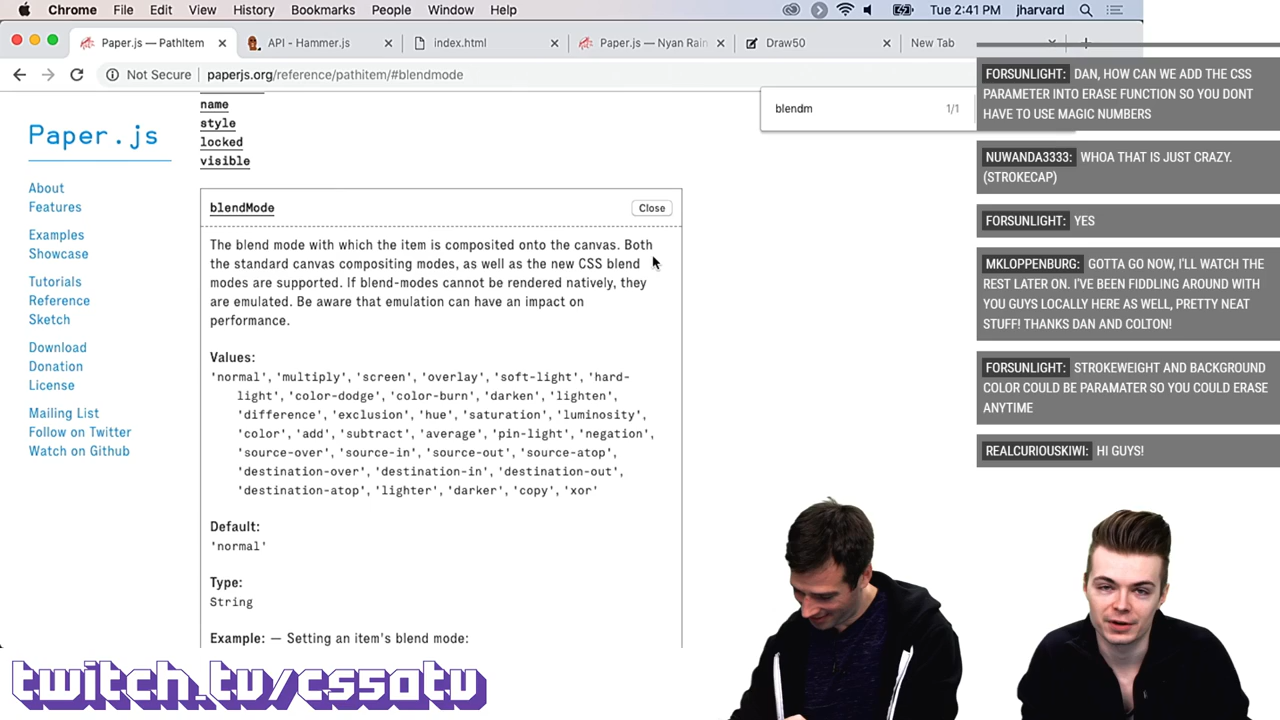 Chrome File Edit View History Bookmarks People Window Help Tue 2:41 PM jharvard
Paper.js — PathItem × API - Hammer.js × index.html × Paper.js — Nyan Rain × Draw50 × New Tab
Not Secure paperjs.org/reference/pathitem/#blendmode
blendm 1/1
Paper.js
About
Features
Examples
Showcase
Tutorials
Reference
Sketch
Download
Donation
License
Mailing List
Follow on Twitter
Watch on Github
name
style
locked
visible
blendMode Close
The blend mode with which the item is composited onto the canvas. Both
the standard canvas compositing modes, as well as the new CSS blend
modes are supported. If blend-modes cannot be rendered natively, they
are emulated. Be aware that emulation can have an impact on
performance.
Values:
'normal', 'multiply', 'screen', 'overlay', 'soft-light', 'hard-
light', 'color-dodge', 'color-burn', 'darken', 'lighten',
'difference', 'exclusion', 'hue', 'saturation', 'luminosity',
'color', 'add', 'subtract', 'average', 'pin-light', 'negation',
'source-over', 'source-in', 'source-out', 'source-atop',
'destination-over', 'destination-in', 'destination-out',
'destination-atop', 'lighter', 'darker', 'copy', 'xor'
Default:
'normal'
Type:
String
Example: — Setting an item's blend mode:
FORSUNLIGHT: DAN, HOW CAN WE ADD THE CSS
PARAMETER INTO ERASE FUNCTION SO YOU DONT
HAVE TO USE MAGIC NUMBERS
NUWANDA3333: WHOA THAT IS JUST CRAZY.
(STROKECAP)
FORSUNLIGHT: YES
MKLOPPENBURG: GOTTA GO NOW, I'LL WATCH THE
REST LATER ON. I'VE BEEN FIDDLING AROUND WITH
YOU GUYS LOCALLY HERE AS WELL, PRETTY NEAT
STUFF! THANKS DAN AND COLTON!
FORSUNLIGHT: STROKEWEIGHT AND BACKGROUND
COLOR COULD BE PARAMATER SO YOU COULD ERASE
ANYTIME
REALCURIOUSKIWI: HI GUYS!
twitch.tv/cs50tv